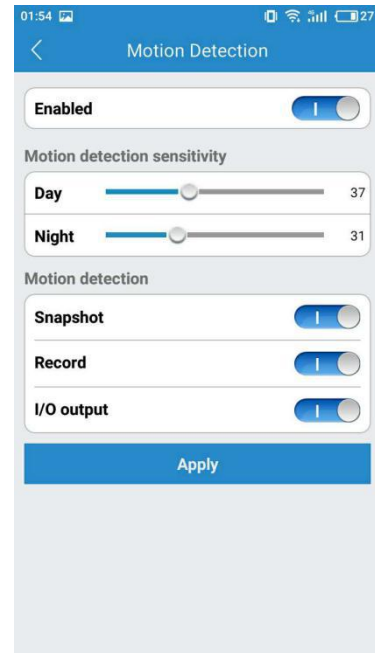 01:54 27
Motion Detection
Enabled
Motion detection sensitivity
Day 37
Night 31
Motion detection
Snapshot
Record
I/O output
Apply